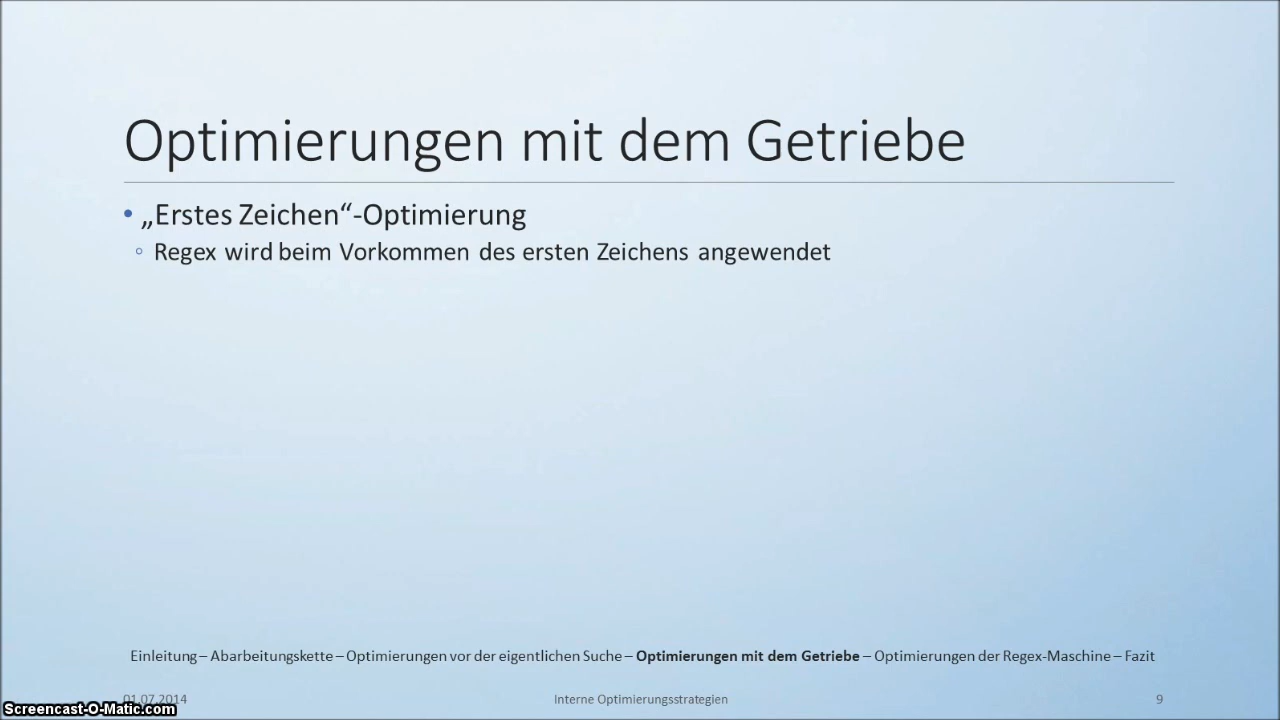 Optimierungen mit dem Getriebe
• „Erstes Zeichen“-Optimierung
◦ Regex wird beim Vorkommen des ersten Zeichens angewendet
Einleitung – Abarbeitungskette – Optimierungen vor der eigentlichen Suche – Optimierungen mit dem Getriebe – Optimierungen der Regex-Maschine – Fazit
01.07.2014 Interne Optimierungsstrategien 9
Screencast-O-Matic.com